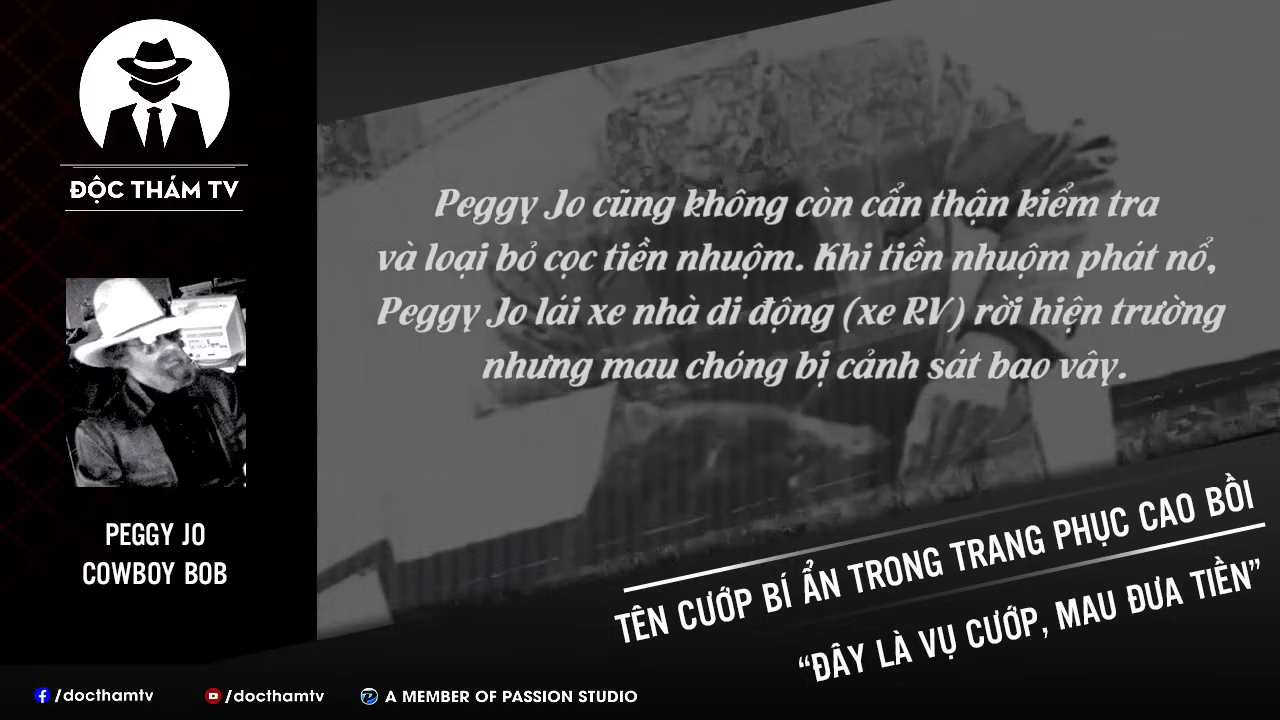 ĐỘC THÁM TV
PEGGY JO
COWBOY BOB
Peggy Jo cũng không còn cẩn thận kiểm tra
và loại bỏ cọc tiền nhuộm. Khi tiền nhuộm phát nổ,
Peggy Jo lái xe nhà di động (xe RV) rời hiện trường
nhưng mau chóng bị cảnh sát bao vây.
TÊN CƯỚP BÍ ẨN TRONG TRANG PHỤC CAO BỒI
“ĐÂY LÀ VỤ CƯỚP, MAU ĐƯA TIỀN”
/docthamtv
/docthamtv
A MEMBER OF PASSION STUDIO